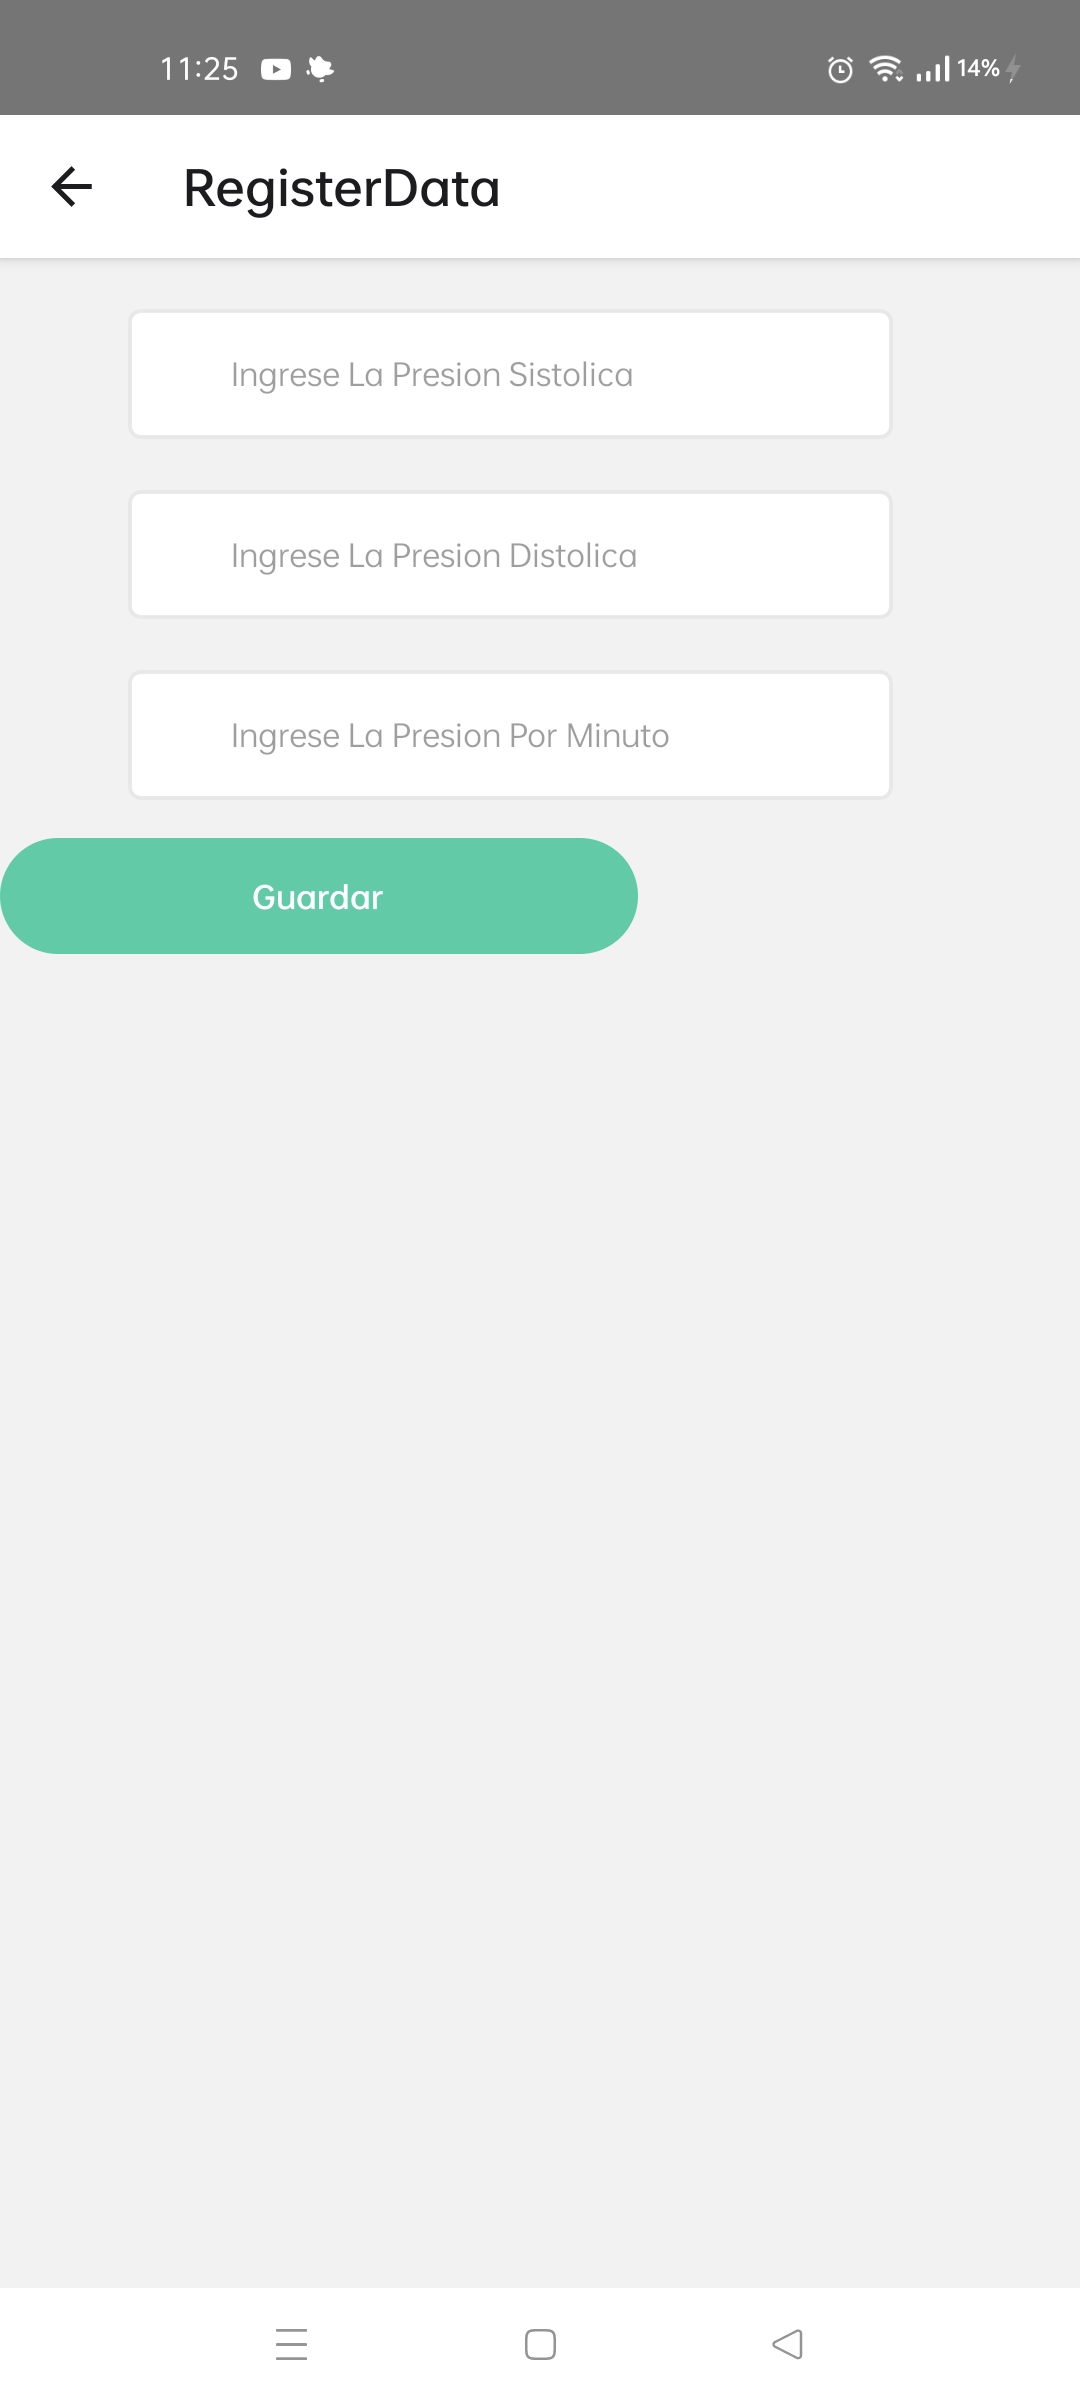 11:25
14%
RegisterData
Ingrese La Presion Sistolica
Ingrese La Presion Distolica
Ingrese La Presion Por Minuto
Guardar